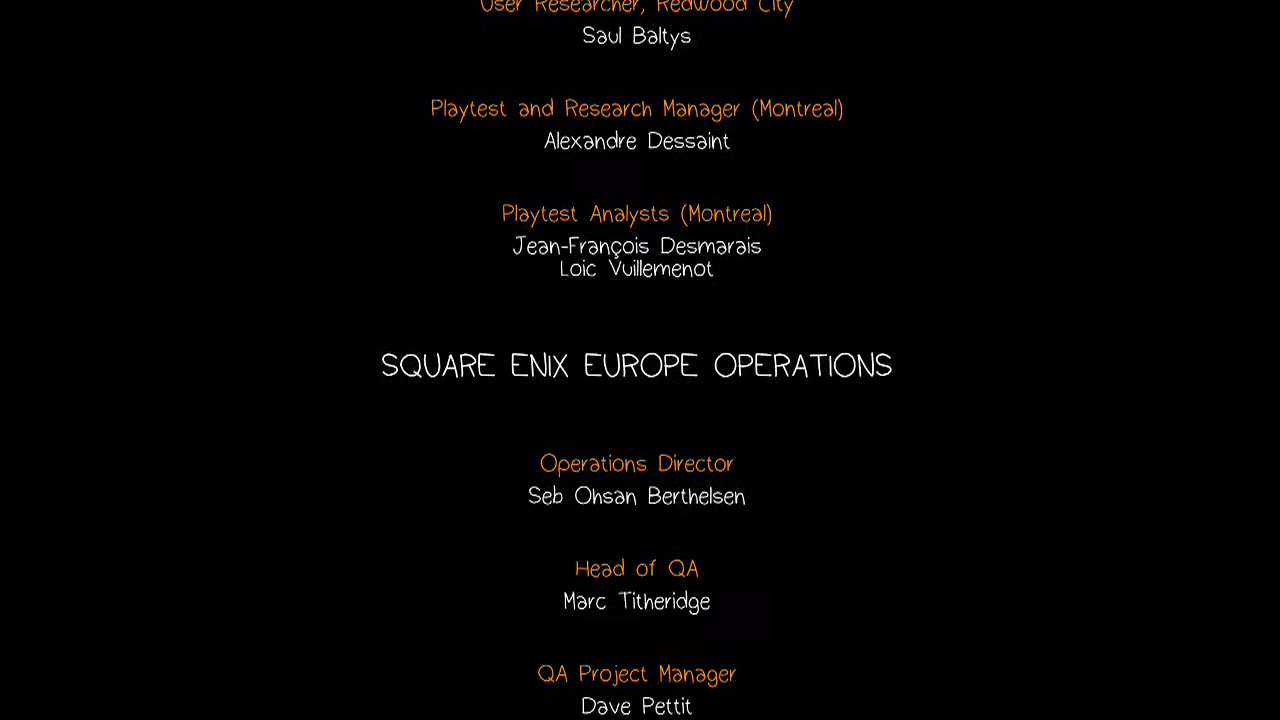 User Researcher, Redwood City
Saul Baltys
Playtest and Research Manager (Montreal)
Alexandre Dessaint
Playtest Analysts (Montreal)
Jean-François Desmarais
Loic Vuillemenot
SQUARE ENIX EUROPE OPERATIONS
Operations Director
Seb Ohsan Berthelsen
Head of QA
Marc Titheridge
QA Project Manager
Dave Pettit